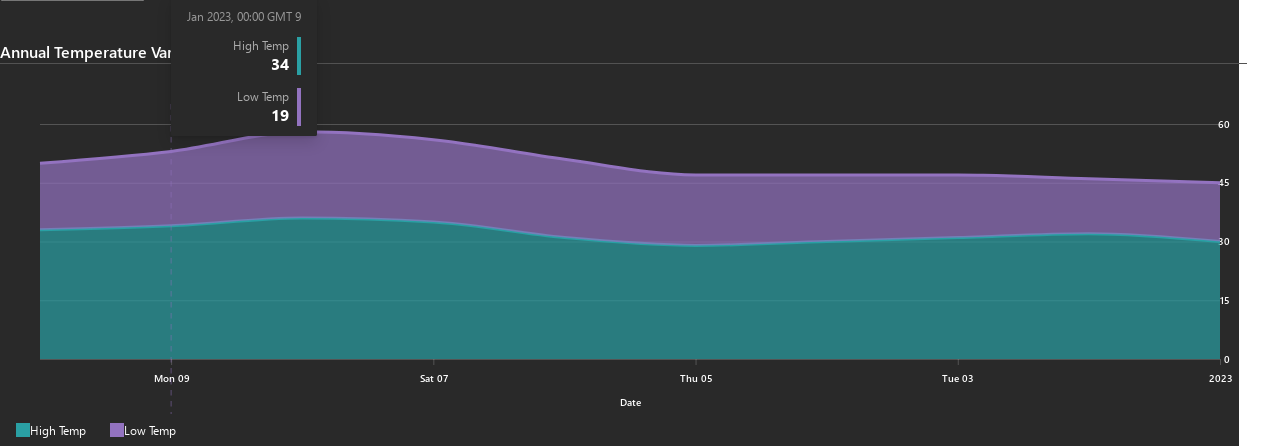 Jan 2023, 00:00 GMT 9
High Temp
34
Low Temp
19
Annual Temperature Var
60
45
30
15
0
Mon 09
Sat 07
Thu 05
Tue 03
2023
Date
High Temp
Low Temp